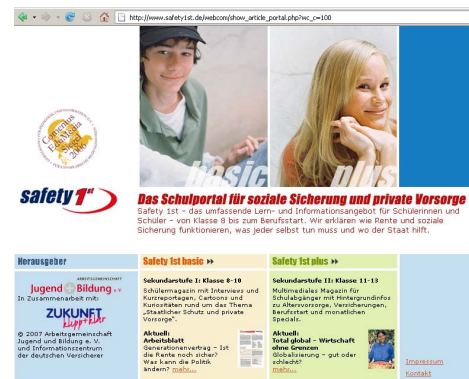 http://www.safety1st.de/webcom/show_article_portal.php?wc_c=100
Comenius
EduMedia
Siegel
2006
basic
plus
safety 1st
Das Schulportal für soziale Sicherung und private Vorsorge
Safety 1st - das umfassende Lern- und Informationsangebot für Schülerinnen und
Schüler - von Klasse 8 bis zum Berufsstart. Wir erklären wie Rente und soziale
Sicherung funktionieren, was jeder selbst tun muss und wo der Staat hilft.
Herausgeber
ARBEITSGEMEINSCHAFT
Jugend Bildung e.V.
In Zusammenarbeit mit:
ZUKUNFT
klipp+klar
© 2007 Arbeitsgemeinschaft
Jugend und Bildung e. V.
und Informationszentrum
der deutschen Versicherer
Safety 1st basic
Sekundarstufe I: Klasse 8-10
Schülermagazin mit Interviews und
Kurzreportagen, Cartoons und
Kuriositäten rund um das Thema
„Staatlicher Schutz und private
Vorsorge".
Aktuell:
Arbeitsblatt
Generationenvertrag - Ist
die Rente noch sicher?
Was kann die Politik
ändern? mehr...
Safety 1st plus
Sekundarstufe II: Klasse 11-13
Multimediales Magazin für
Schulabgänger mit Hintergrundinfos
zu Altersvorsorge, Versicherungen,
Berufsstart und monatlichen
Specials.
Aktuell:
Total global - Wirtschaft
ohne Grenzen
Globalisierung - gut oder
schlecht?
mehr...
Impressum
Kontakt